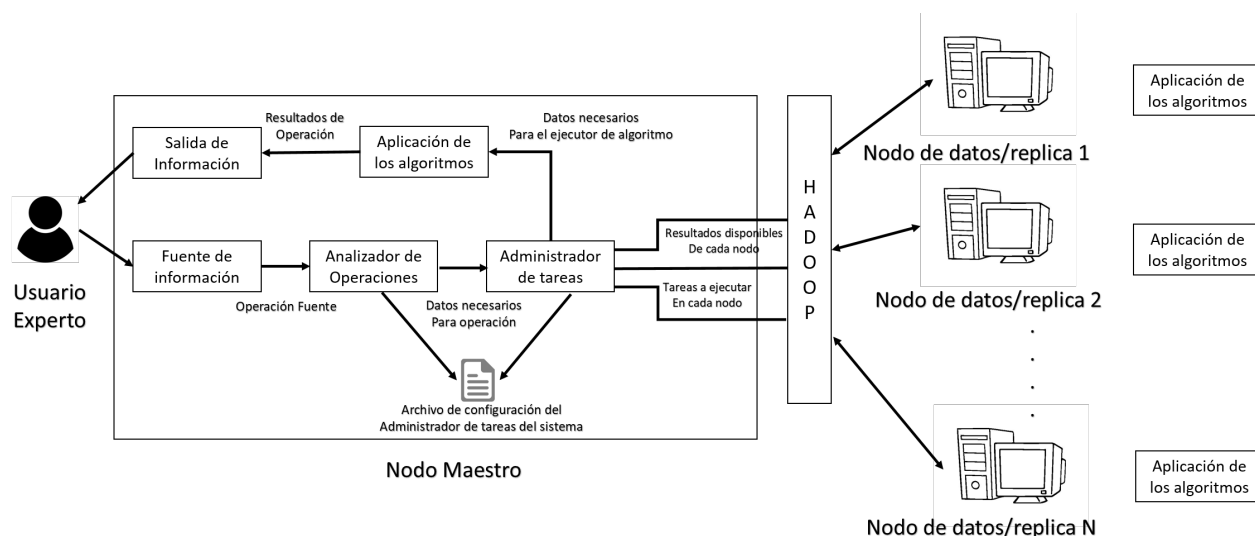 Aplicación de
los algoritmos
Nodo de datos/replica 1
Resultados de
Operación
Datos necesarios
Para el ejecutor de algoritmo
Salida de
Información
Aplicación de
los algoritmos
HADOOP
Usuario
Experto
Fuente de
información
Analizador de
Operaciones
Administrador
de tareas
Resultados disponibles
De cada nodo
Tareas a ejecutar
En cada nodo
Operación Fuente
Datos necesarios
Para operación
Archivo de configuración del
Administrador de tareas del sistema
Nodo Maestro
Aplicación de
los algoritmos
Nodo de datos/replica 2
Aplicación de
los algoritmos
Nodo de datos/replica N